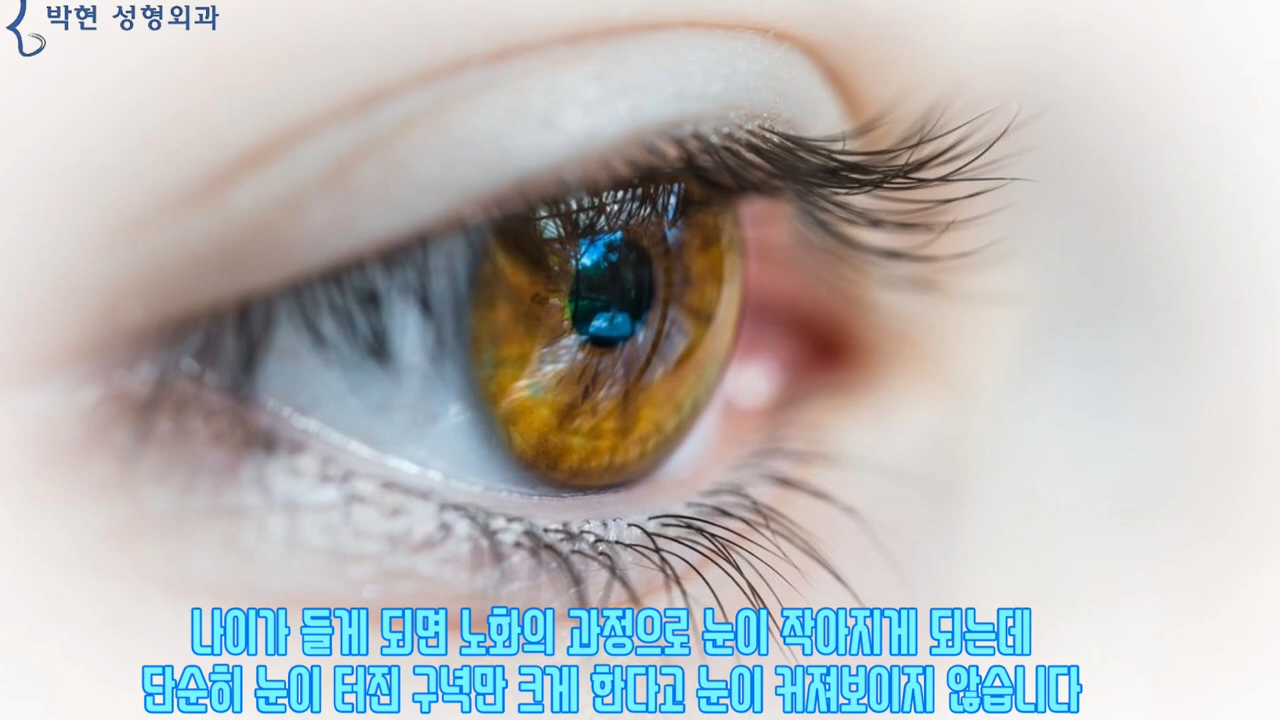 박현 성형외과
나이가 들게 되면 노화의 과정으로 눈이 작아지게 되는데
단순히 눈이 터진 구녁만 크게 한다고 눈이 커져보이지 않습니다